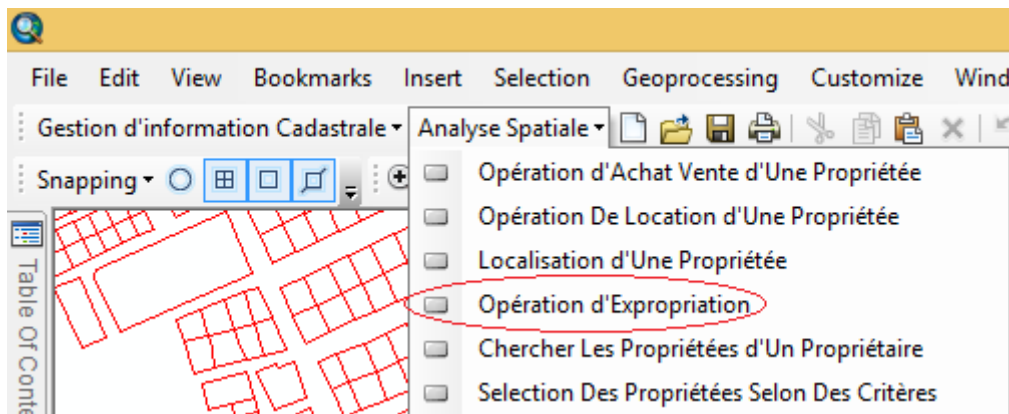 File Edit View Bookmarks Insert Selection Geoprocessing Customize Wind
Gestion d'information Cadastrale Analyse Spatiale
Snapping
Opération d'Achat Vente d'Une Propriétée
Opération De Location d'Une Propriétée
Localisation d'Une Propriétée
Opération d'Expropriation
Chercher Les Propriétées d'Un Propriétaire
Selection Des Propriétées Selon Des Critères
Table Of Conte